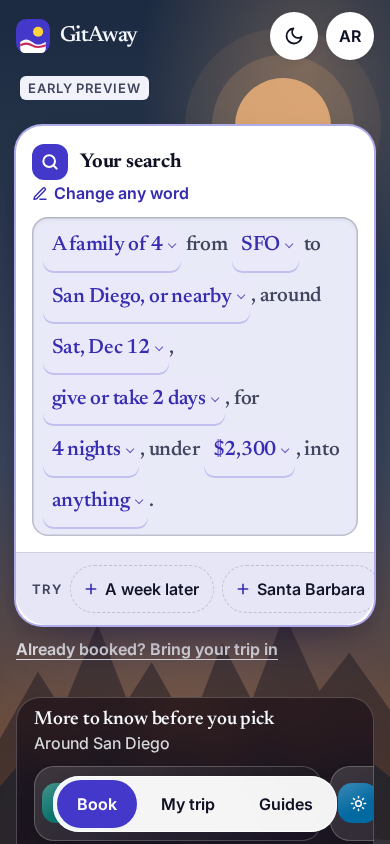 GitAway
AR
EARLY PREVIEW
Your search
Change any word
A family of 4 from SFO to
San Diego, or nearby , around
Sat, Dec 12 ,
give or take 2 days , for
4 nights , under $2,300 , into
anything .
TRY + A week later + Santa Barbara
Already booked? Bring your trip in
More to know before you pick
Around San Diego
Book My trip Guides